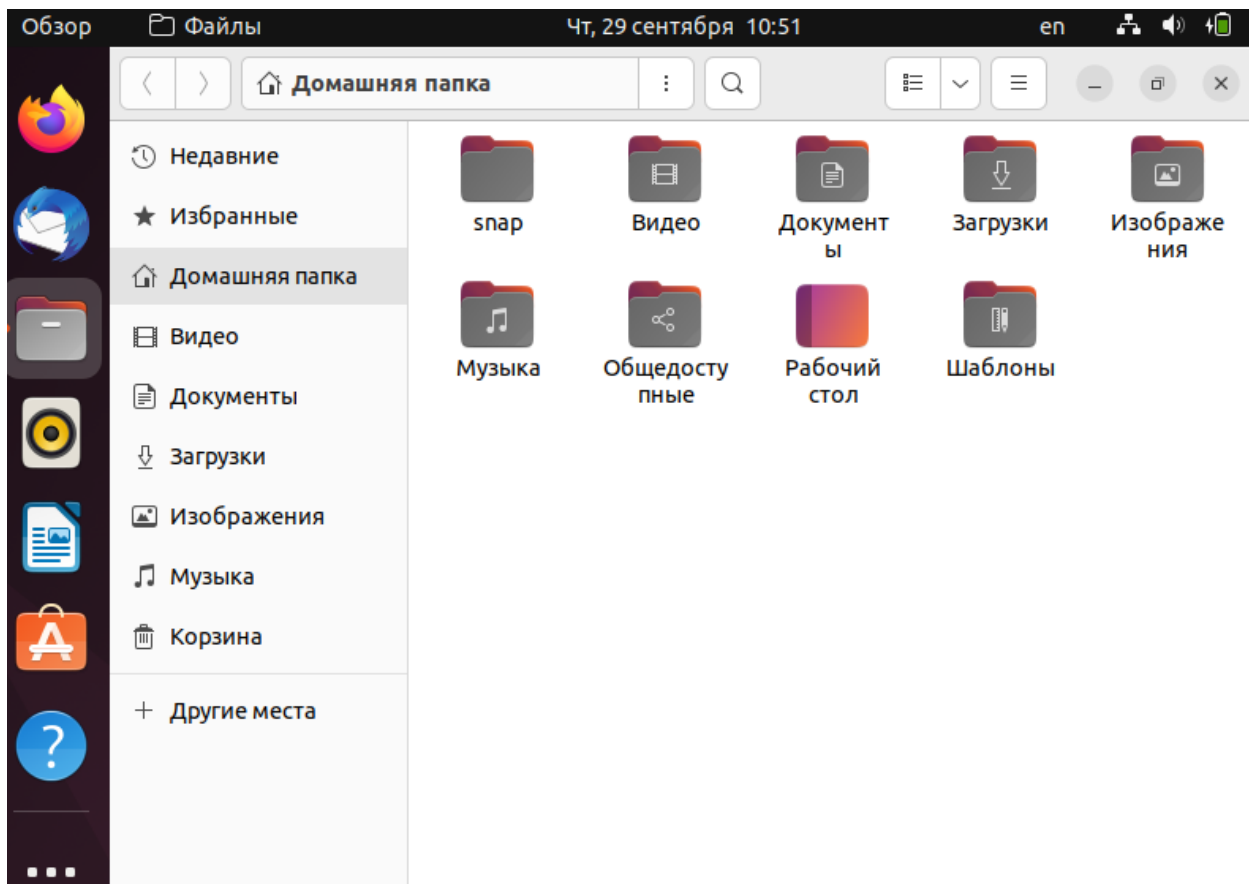 Обзор Файлы Чт, 29 сентября 10:51 en
Домашняя папка
Недавние
Избранные
Домашняя папка
Видео
Документы
Загрузки
Изображения
Музыка
Корзина
Другие места
snap
Видео
Документ
ы
Загрузки
Изображе
ния
Музыка
Общедосту
пные
Рабочий
стол
Шаблоны